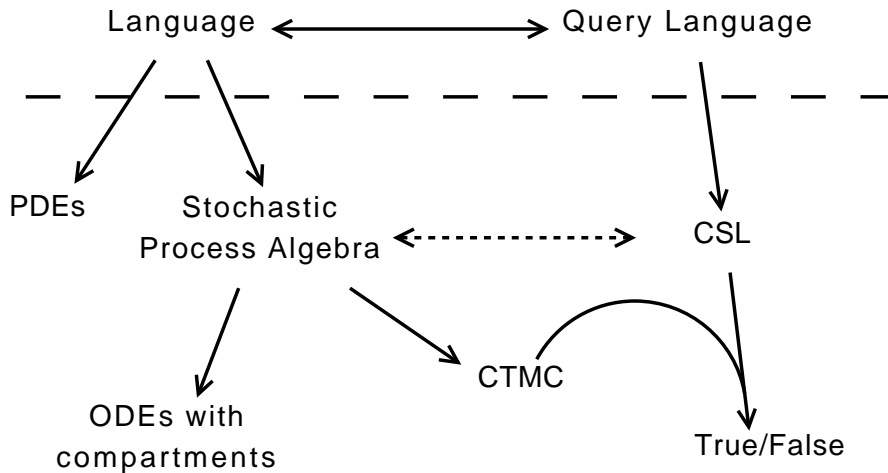 Language
Query Language
PDEs
Stochastic
Process Algebra
CSL
CTMC
ODEs with
compartments
True/False